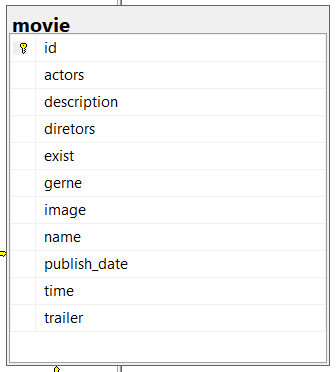 movie
id
actors
description
diretors
exist
gerne
image
name
publish_date
time
trailer